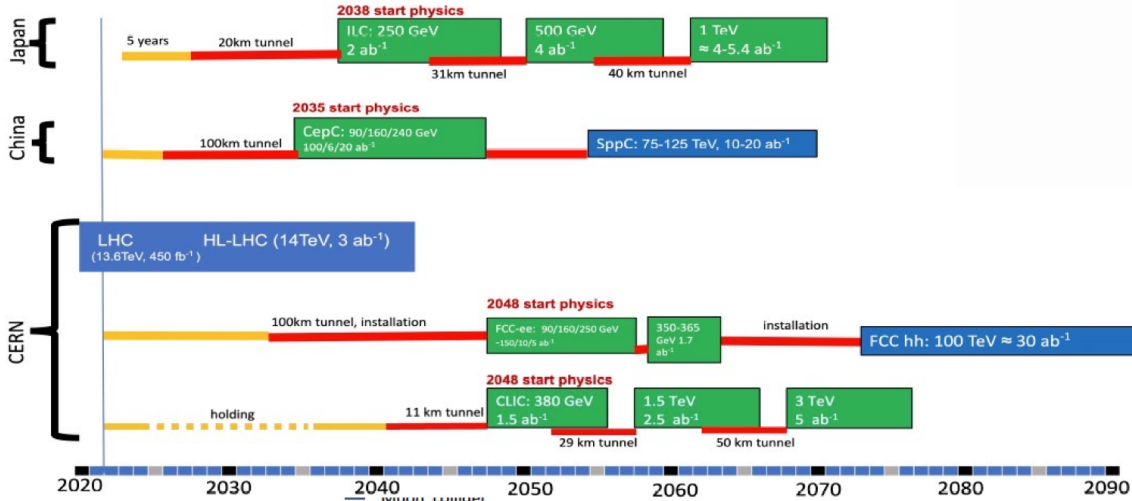 Japan
2038 start physics
5 years
20km tunnel
ILC: 250 GeV
2 ab⁻¹
31km tunnel
500 GeV
4 ab⁻¹
40 km tunnel
1 TeV
≈ 4-5.4 ab⁻¹
China
2035 start physics
100km tunnel
CepC: 90/160/240 GeV
100/6/20 ab⁻¹
SppC: 75-125 TeV, 10-20 ab⁻¹
CERN
LHC HL-LHC (14TeV, 3 ab⁻¹)
(13.6TeV, 450 fb⁻¹)
2048 start physics
100km tunnel, installation
FCC-ee: 90/160/250 GeV
~150/10/5 ab⁻¹
350-365
GeV 1.7
ab⁻¹
installation
FCC hh: 100 TeV ≈ 30 ab⁻¹
2048 start physics
holding
11 km tunnel
CLIC: 380 GeV
1.5 ab⁻¹
29 km tunnel
1.5 TeV
2.5 ab⁻¹
50 km tunnel
3 TeV
5 ab⁻¹
2020 2030 2040 2050 2060 2070 2080 2090